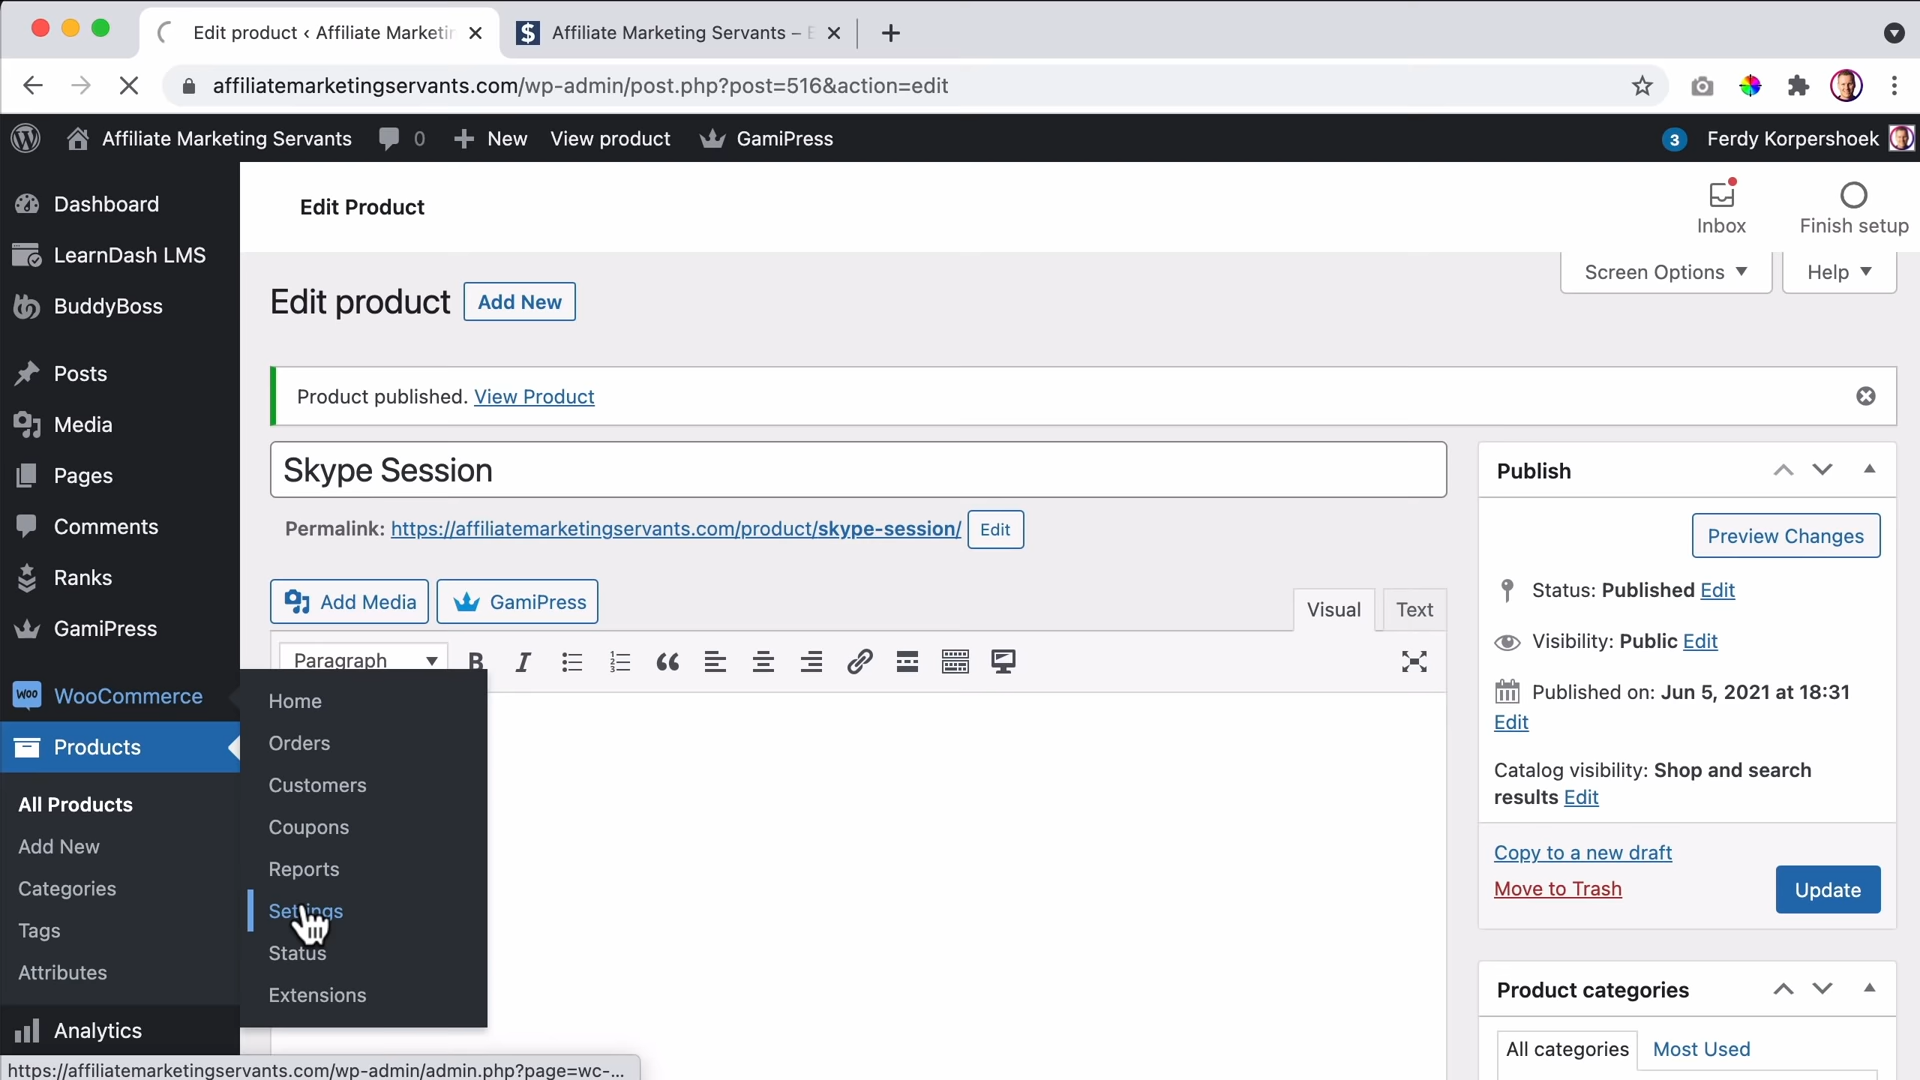 Edit product ‹ Affiliate Marketin
Affiliate Marketing Servants –
affiliatemarketingservants.com/wp-admin/post.php?post=516&action=edit
Affiliate Marketing Servants
0
New
View product
GamiPress
3
Ferdy Korpershoek
Dashboard
LearnDash LMS
BuddyBoss
Posts
Media
Pages
Comments
Ranks
GamiPress
WooCommerce
Products
All Products
Add New
Categories
Tags
Attributes
Analytics
Home
Orders
Customers
Coupons
Reports
Settings
Status
Extensions
Edit Product
Inbox
Finish setup
Screen Options
Help
Edit product
Add New
Product published. View Product
Skype Session
Permalink: https://affiliatemarketingservants.com/product/skype-session/ Edit
Add Media
GamiPress
Visual
Text
Paragraph
Publish
Preview Changes
Status: Published Edit
Visibility: Public Edit
Published on: Jun 5, 2021 at 18:31
Edit
Catalog visibility: Shop and search
results Edit
Copy to a new draft
Move to Trash
Update
Product categories
All categories
Most Used
https://affiliatemarketingservants.com/wp-admin/admin.php?page=wc-...